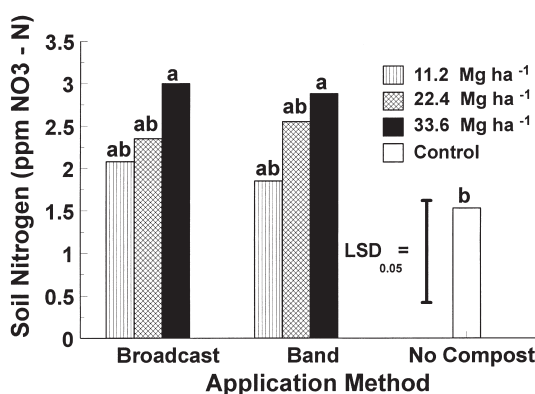 Soil Nitrogen (ppm NO3 - N)
3.5
3
2.5
2
1.5
1
0.5
0
ab
ab
a
ab
ab
a
b
11.2 Mg ha -1
22.4 Mg ha -1
33.6 Mg ha -1
Control
LSD 0.05 =
Broadcast
Band
No Compost
Application Method